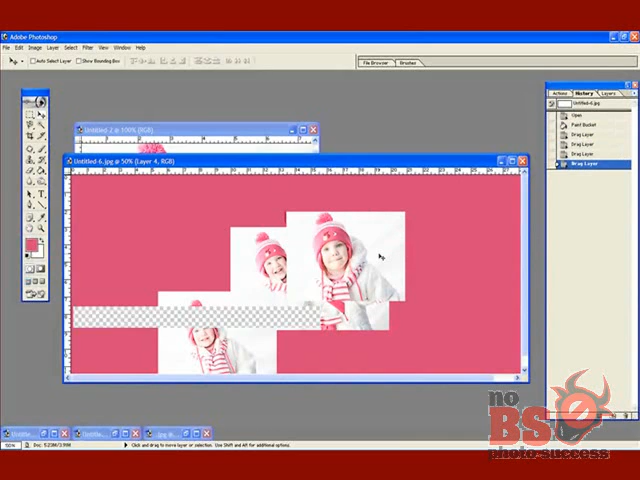 Adobe Photoshop
File Edit Image Layer Select Filter View Window Help
Auto Select Layer Show Bounding Box
File Browser Brushes
Actions History Layers
Untitled-6.jpg
Open
Paint Bucket
Drag Layer
Drag Layer
Drag Layer
Drag Layer
Untitled-2 @ 100% (RGB)
Untitled-6.jpg @ 50% (Layer 4, RGB)
no
BS
photo success
Click and drag to move layer or selection. Use Shift and Alt for additional options.